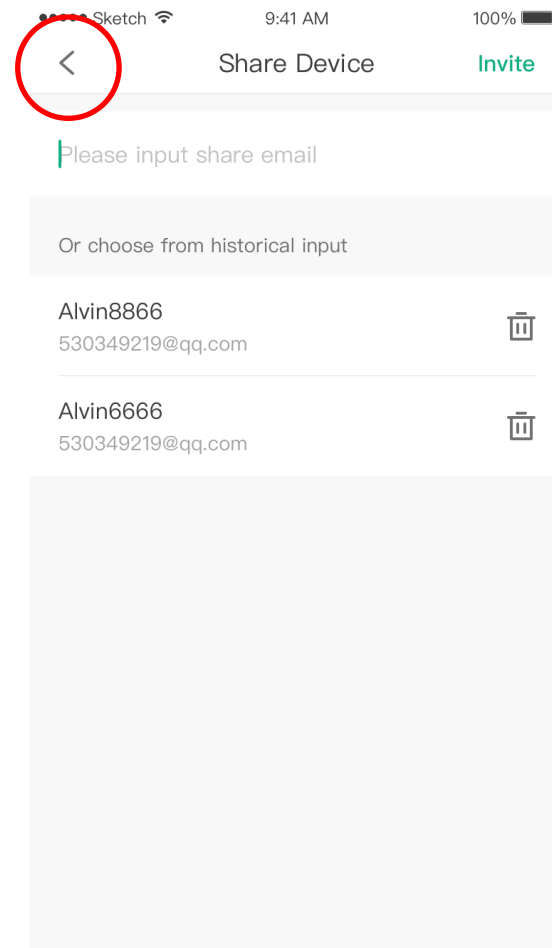 Sketch 9:41 AM 100%
Share Device Invite
Please input share email
Or choose from historical input
Alvin8866
530349219@qq.com
Alvin6666
530349219@qq.com